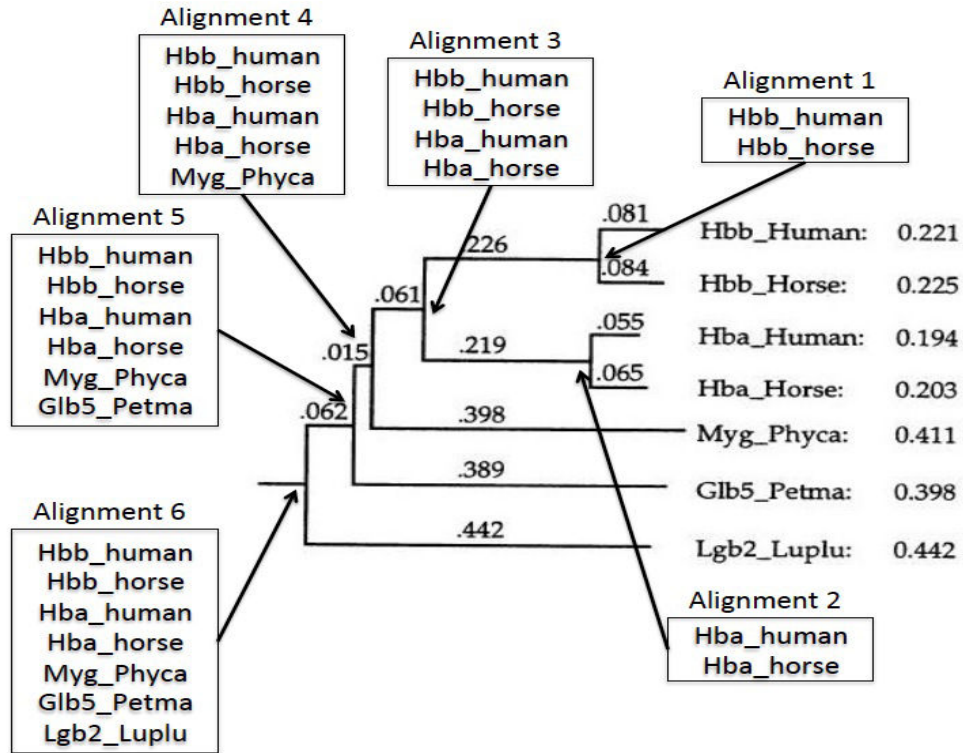 Alignment 4
Hbb_human
Hbb_horse
Hba_human
Hba_horse
Myg_Phyca
Alignment 3
Hbb_human
Hbb_horse
Hba_human
Hba_horse
Alignment 1
Hbb_human
Hbb_horse
Alignment 5
Hbb_human
Hbb_horse
Hba_human
Hba_horse
Myg_Phyca
Glb5_Petma
.081
.226
Hbb_Human: 0.221
.084
Hbb_Horse: 0.225
.061
.055
Hba_Human: 0.194
.015
.219
.065
Hba_Horse: 0.203
.062
.398
Myg_Phyca: 0.411
.389
Glb5_Petma: 0.398
.442
Lgb2_Luplu: 0.442
Alignment 6
Hbb_human
Hbb_horse
Hba_human
Hba_horse
Myg_Phyca
Glb5_Petma
Lgb2_Luplu
Alignment 2
Hba_human
Hba_horse